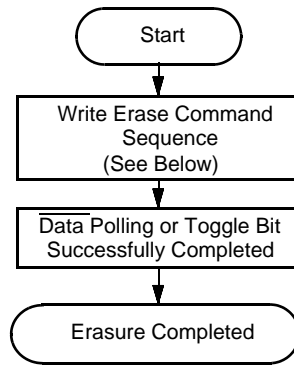 Start
Write Erase Command
Sequence
(See Below)
Data Polling or Toggle Bit
Successfully Completed
Erasure Completed